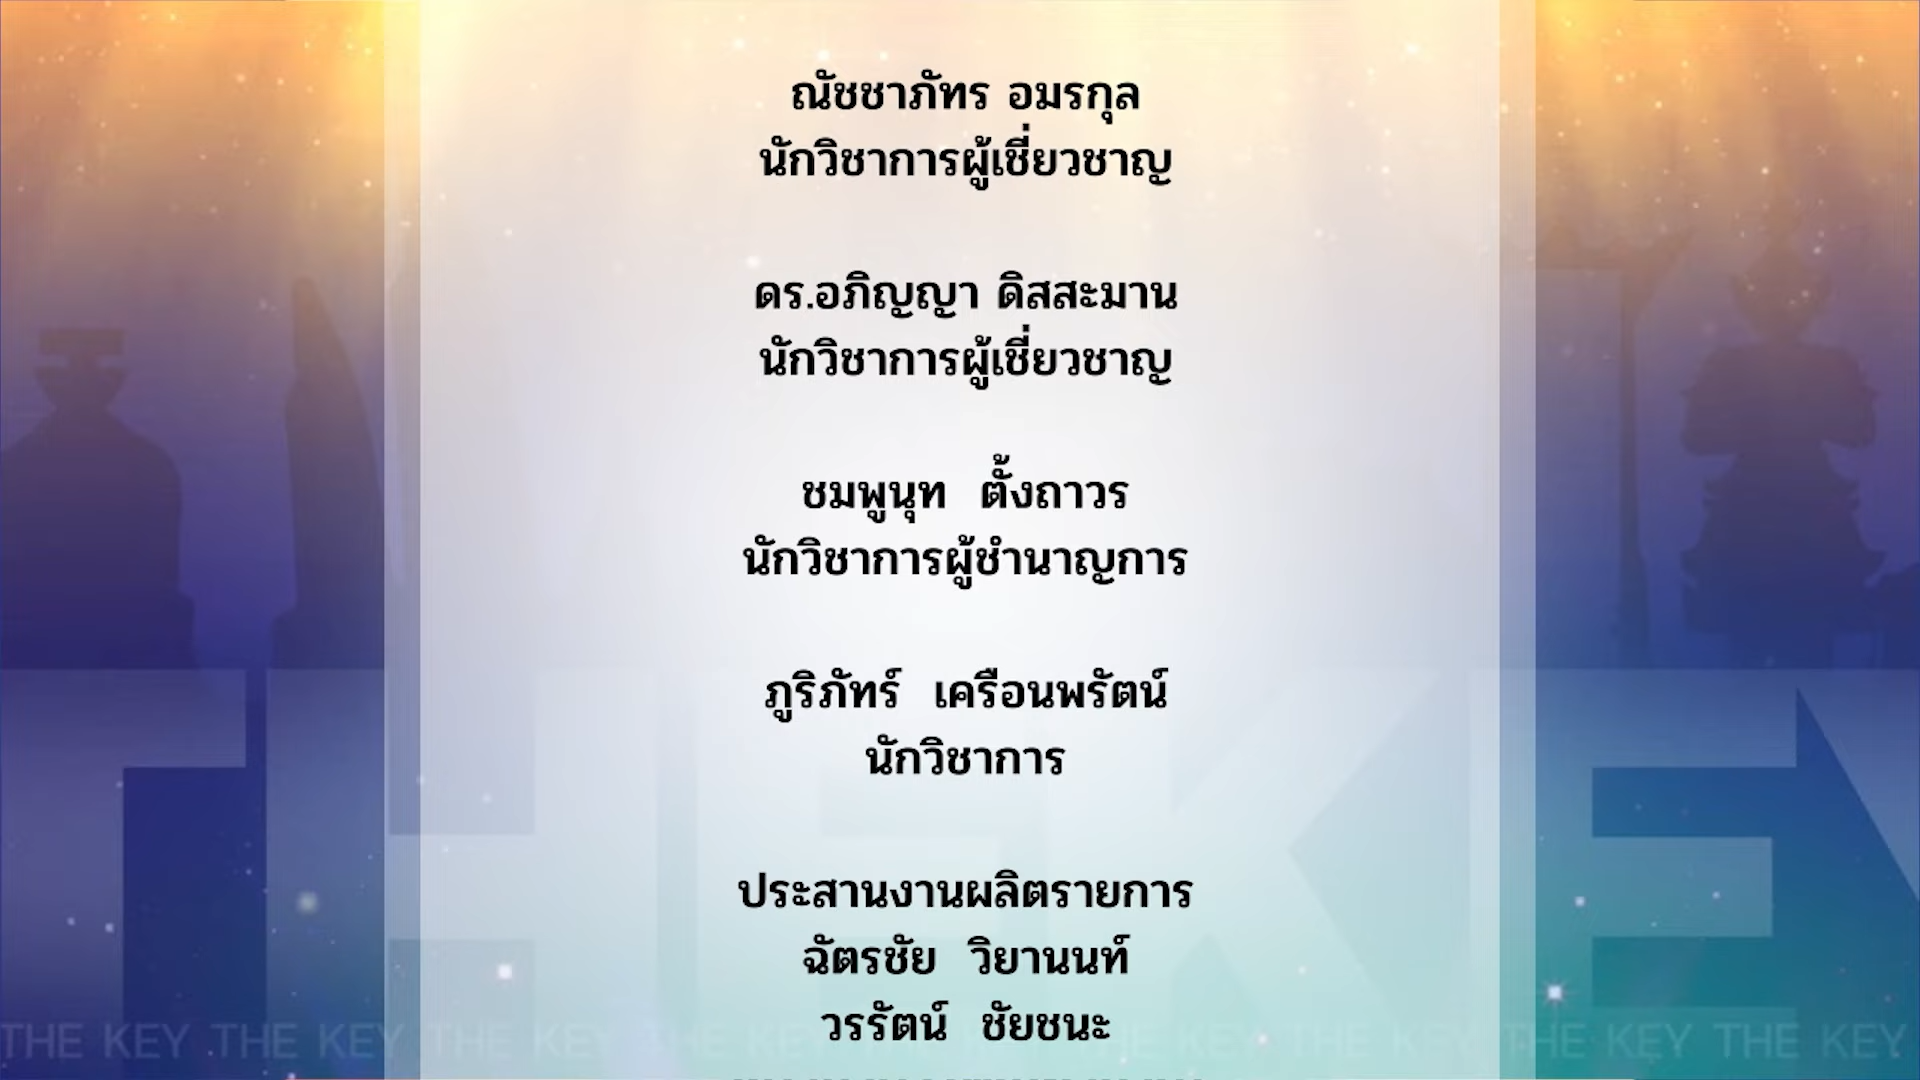 ณัชชาภัทร อมรกุล
นักวิชาการผู้เชี่ยวชาญ
ดร.อภิญญา ดิสสะมาน
นักวิชาการผู้เชี่ยวชาญ
ชมพูนุท ตั้งถาวร
นักวิชาการผู้ชำนาญการ
ภูริภัทร์ เครือนพรัตน์
นักวิชาการ
ประสานงานผลิตรายการ
ฉัตรชัย วิยานนท์
วรรัตน์ ชัยชนะ
THE KEY
THE KEY THE KEY THE KEY THE KEY THE KEY THE KEY THE KEY THE KEY THE KEY